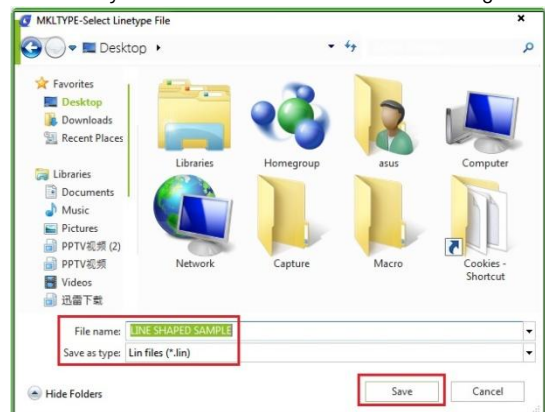 MKLTYPE-Select Linetype File
Desktop
Favorites
Desktop
Downloads
Recent Places
Libraries
Documents
Music
Pictures
PPTV视频 (2)
PPTV视频
Videos
迅雷下载
Libraries
Homegroup
asus
Computer
Network
Capture
Macro
Cookies -
Shortcut
File name: LINE SHAPED SAMPLE
Save as type: Lin files (*.lin)
Hide Folders
Save
Cancel